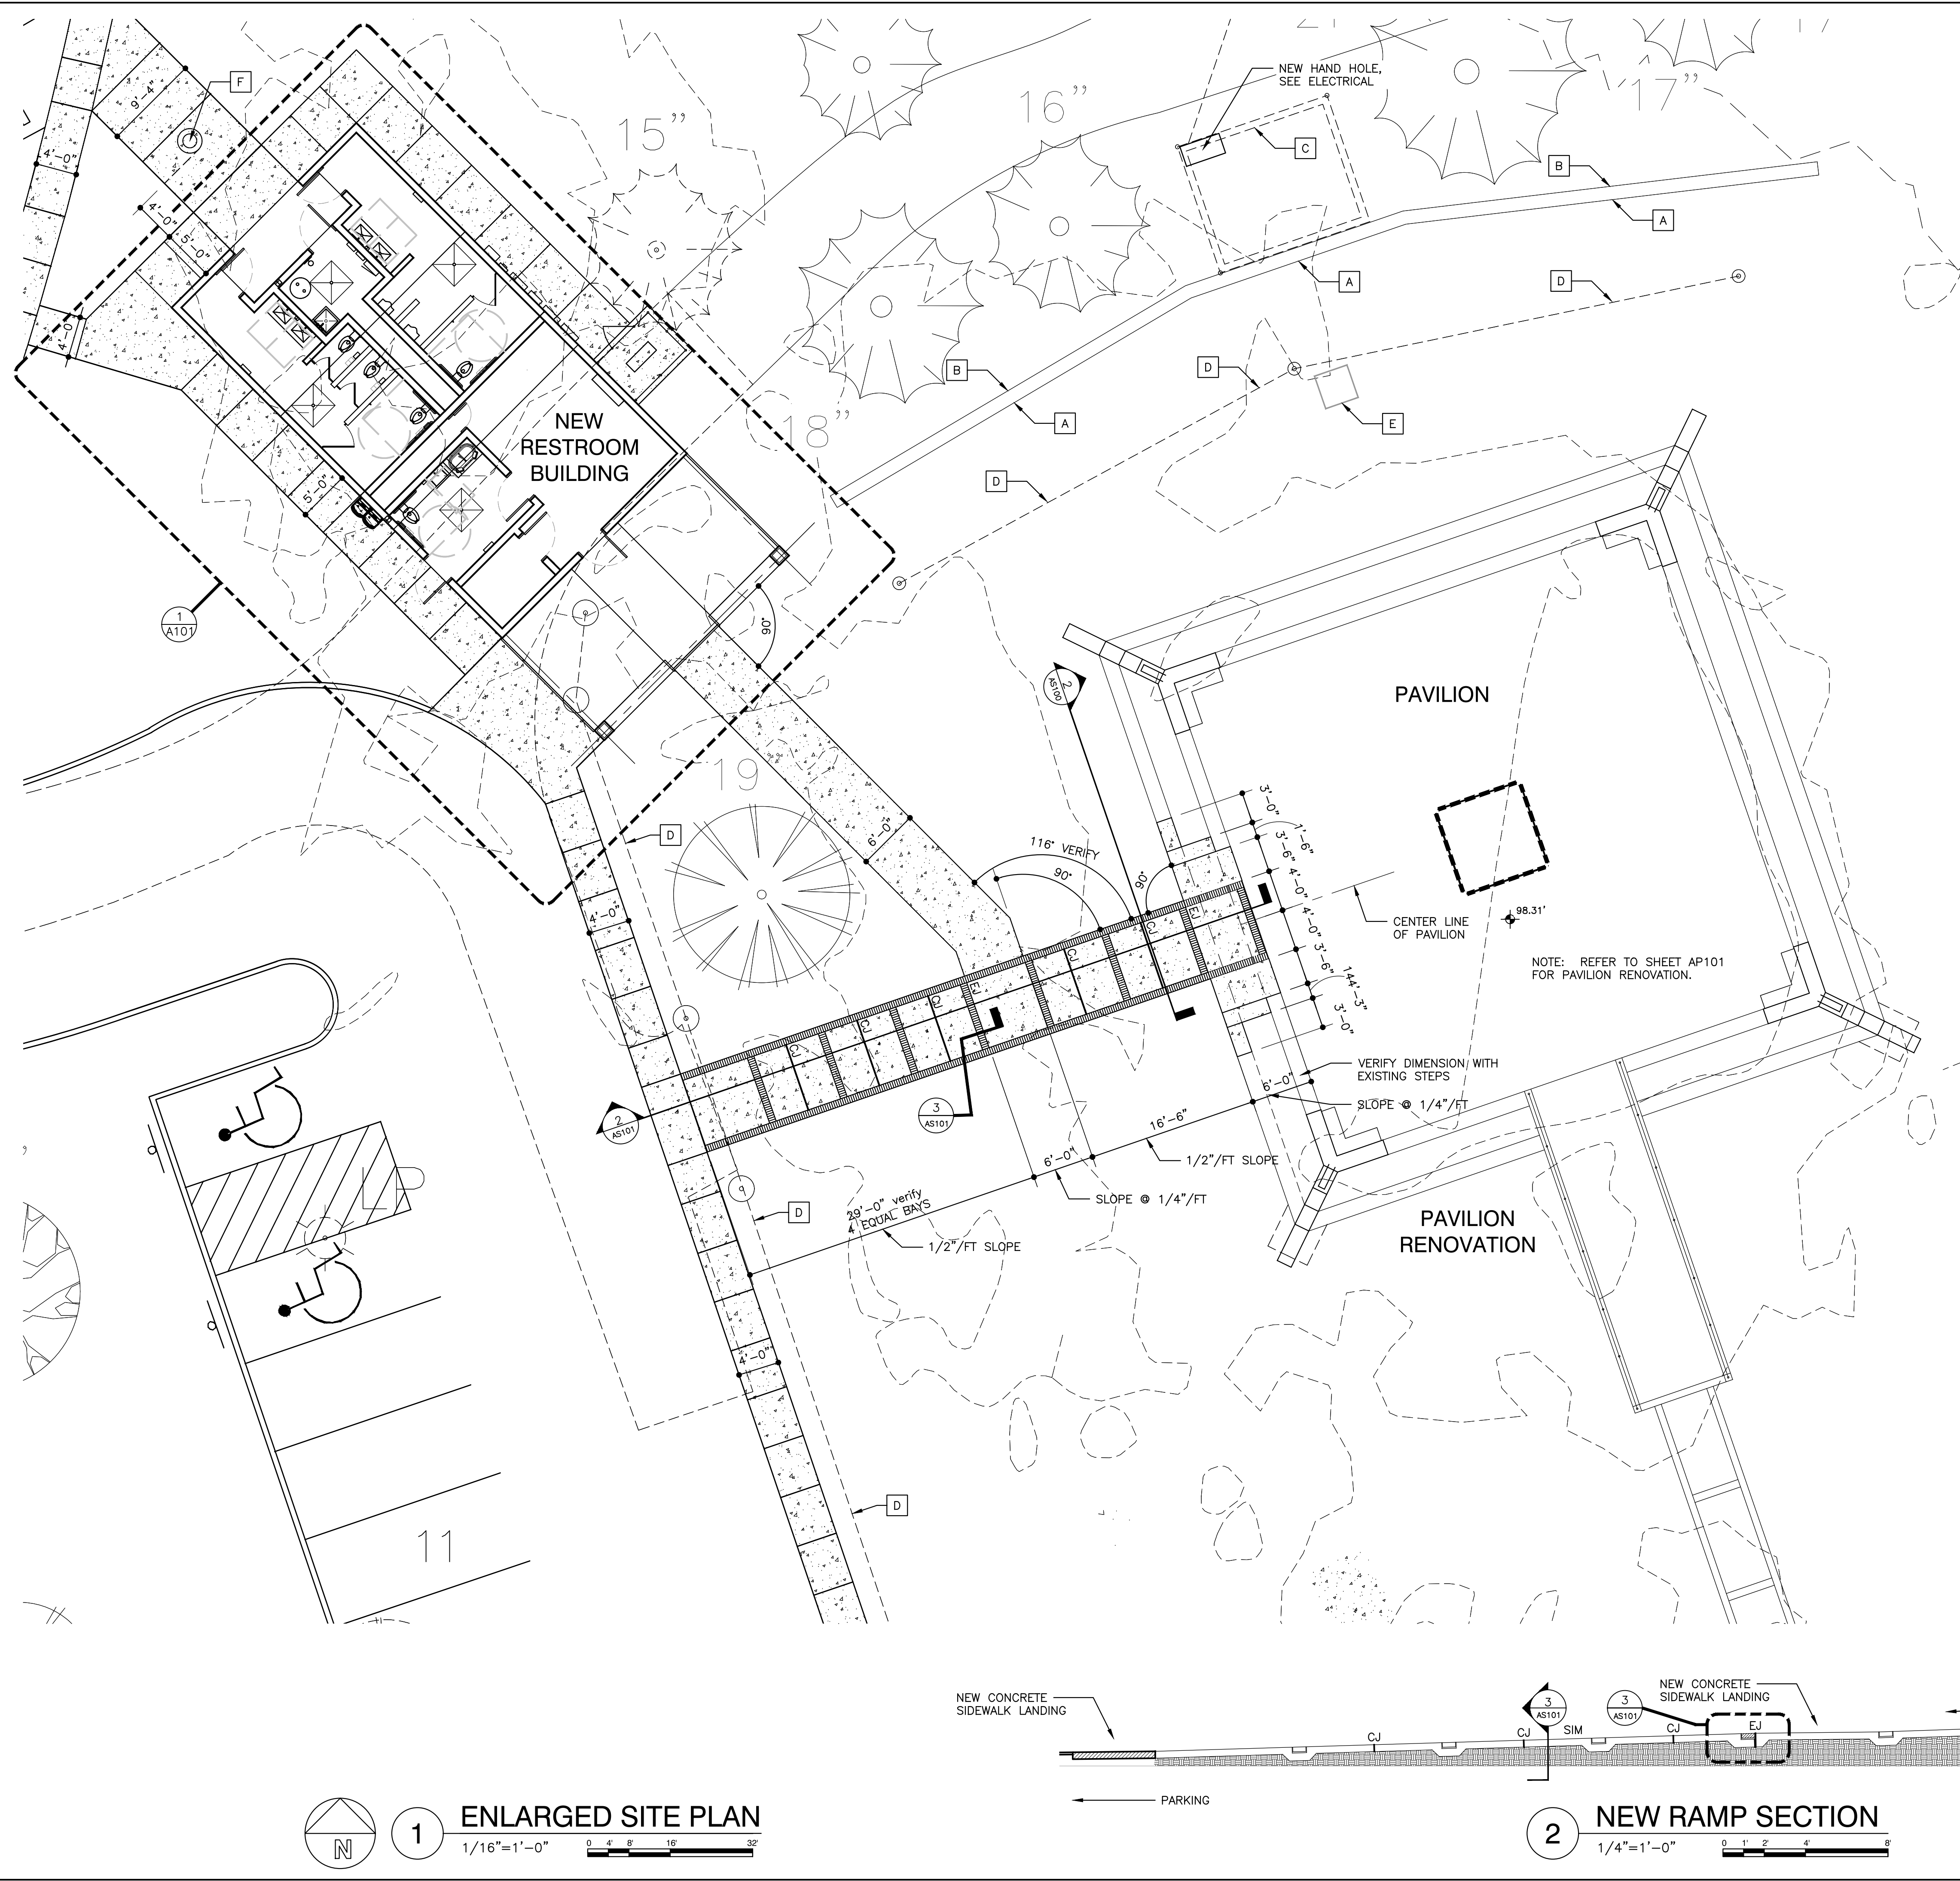 F
9'-4"
4'-0"
4'-0"
5'-0"
4'-0"
15"
16"
17"
18"
19"
NEW HAND HOLE,
SEE ELECTRICAL
C
B
A
A
D
B
A
D
E
D
NEW
RESTROOM
BUILDING
5'-0"
1
A101
90°
2
AS100
PAVILION
D
6'-0"
116° VERIFY
90°
90°
3'-0"
1'-6"
3'-6"
4'-0"
4'-0"
3'-6"
144'-3"
3'-0"
CENTER LINE
OF PAVILION
98.31'
NOTE: REFER TO SHEET AP101
FOR PAVILION RENOVATION.
4'-0"
EJ
CJ
CJ
EJ
CJ
CJ
CJ
2
AS101
3
AS101
VERIFY DIMENSION WITH
EXISTING STEPS
6'-0"
SLOPE @ 1/4"/FT
16'-6"
1/2"/FT SLOPE
6'-0"
SLOPE @ 1/4"/FT
29'-0" verify
4 EQUAL BAYS
1/2"/FT SLOPE
D
PAVILION
RENOVATION
4'-0"
D
11
NEW CONCRETE
SIDEWALK LANDING
3
AS101
3
AS101
NEW CONCRETE
SIDEWALK LANDING
CJ
CJ
SIM
CJ
EJ
PARKING
N
1
ENLARGED SITE PLAN
1/16"=1'-0"
0 4' 8' 16' 32'
2
NEW RAMP SECTION
1/4"=1'-0"
0 1' 2' 4' 8'